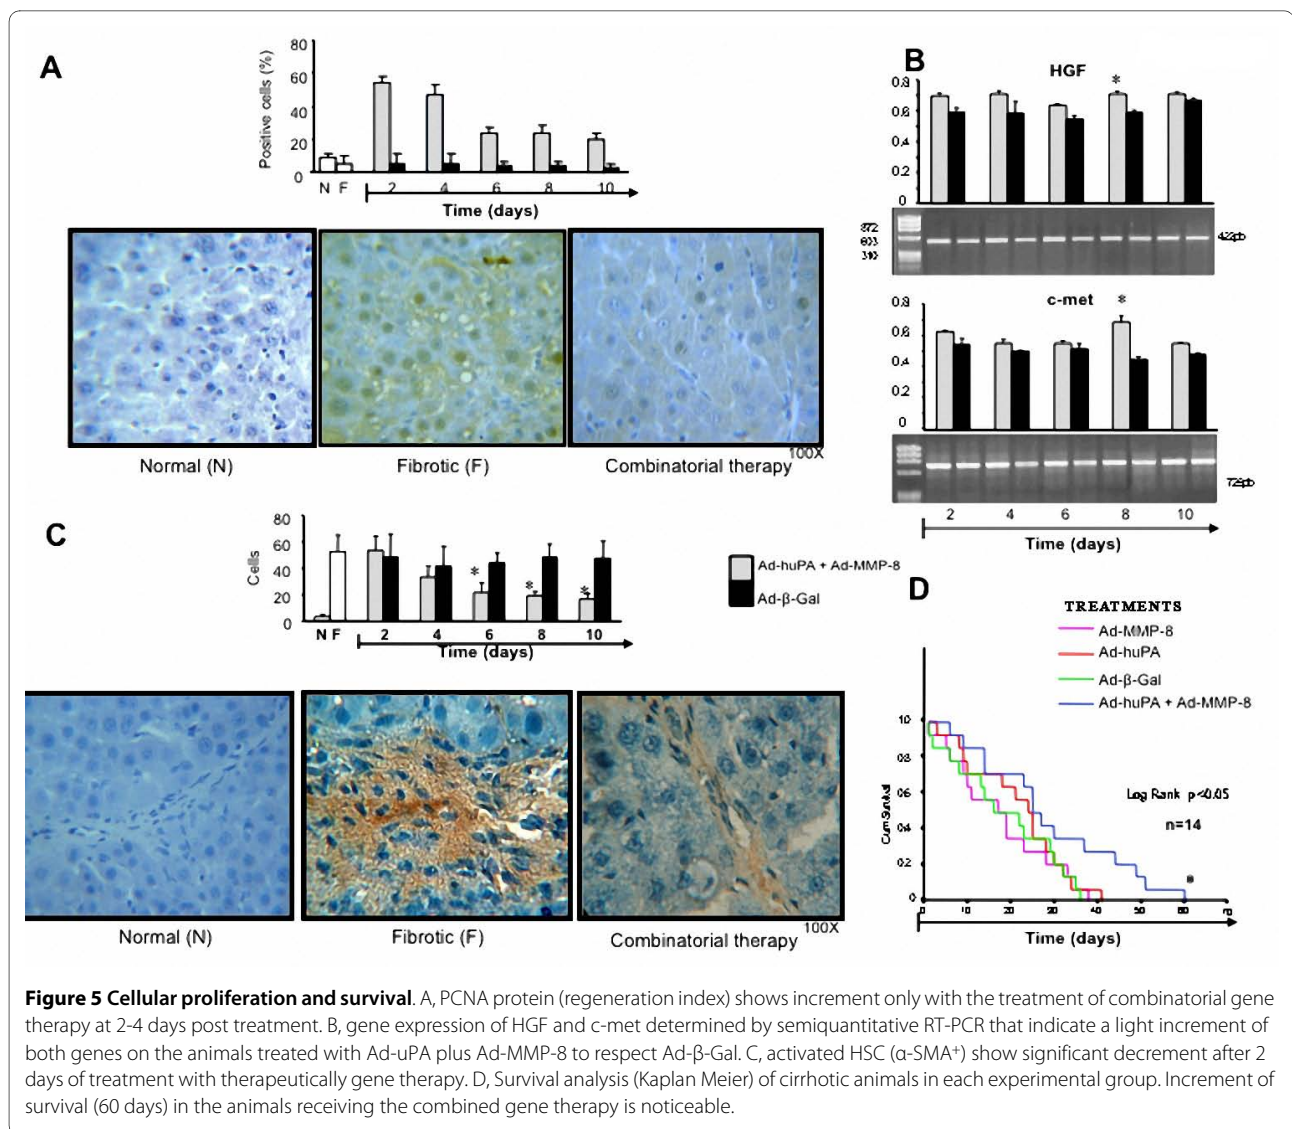 A
Positive cells (%)
80
60
40
20
0
N F 2 4 6 8 10
Time (days)
Normal (N)
Fibrotic (F)
Combinatorial therapy
100X
B
HGF
*
0.8
0.6
0.4
0.2
0
872
603
310
c-met
*
0.8
0.6
0.4
0.2
0
2 4 6 8 10
Time (days)
C
Cells
80
60
40
20
0
* * *
N F 2 4 6 8 10
Time (days)
Ad-huPA + Ad-MMP-8
Ad-β-Gal
Normal (N)
Fibrotic (F)
Combinatorial therapy
100X
D
TREATMENTS
Ad-MMP-8
Ad-huPA
Ad-β-Gal
Ad-huPA + Ad-MMP-8
Cum Survival
1.0
0.8
0.6
0.4
0.2
0
Log Rank p<0.05
n=14
0 10 20 30 40 50 60
Time (days)
Figure 5 Cellular proliferation and survival. A, PCNA protein (regeneration index) shows increment only with the treatment of combinatorial gene
therapy at 2-4 days post treatment. B, gene expression of HGF and c-met determined by semiquantitative RT-PCR that indicate a light increment of
both genes on the animals treated with Ad-uPA plus Ad-MMP-8 to respect Ad-β-Gal. C, activated HSC (α-SMA⁺) show significant decrement after 2
days of treatment with therapeutically gene therapy. D, Survival analysis (Kaplan Meier) of cirrhotic animals in each experimental group. Increment of
survival (60 days) in the animals receiving the combined gene therapy is noticeable.